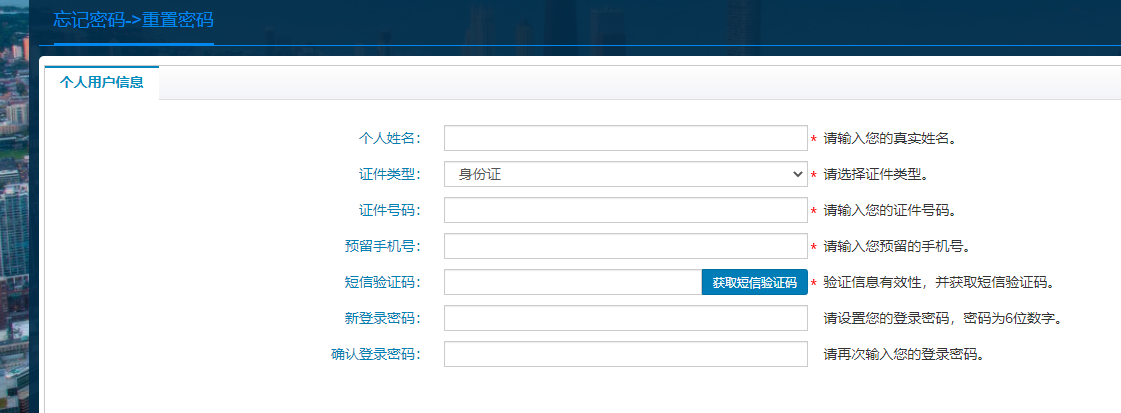 忘记密码->重置密码
个人用户信息
个人姓名： * 请输入您的真实姓名。
证件类型： 身份证 * 请选择证件类型。
证件号码： * 请输入您的证件号码。
预留手机号： * 请输入您预留的手机号。
短信验证码： 获取短信验证码 * 验证信息有效性，并获取短信验证码。
新登录密码： 请设置您的登录密码，密码为6位数字。
确认登录密码： 请再次输入您的登录密码。